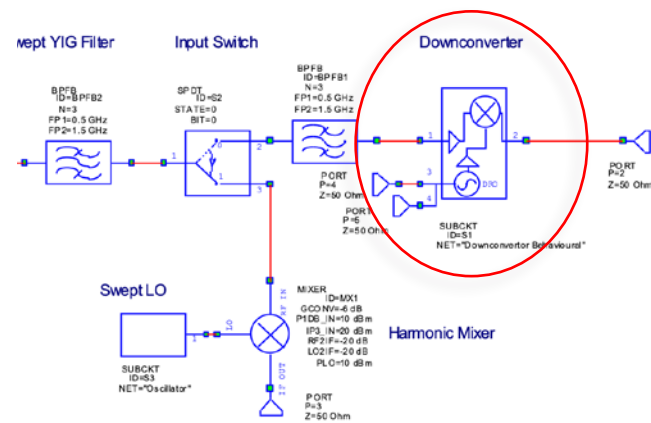 wept YIG Filter
Input Switch
Downconverter
BPFB
ID=BPFB2
N=3
FP1=0.5 GHz
FP2=1.5 GHz
SPDT
ID=S2
STATE=0
BIT=0
BPFB
ID=BPFB1
N=3
FP1=0.5 GHz
FP2=1.5 GHz
1
2
3
0
1
1
2
3
4
DRO
PORT
P=4
Z=50 Ohm
PORT
P=5
Z=50 Ohm
PORT
P=2
Z=50 Ohm
SUBCKT
ID=S1
NET="Downconvertor Behavioural"
Swept LO
1
LO
RF IN
IF OUT
MIXER
ID=MX1
GCONV=-6 dB
P1DB_IN=10 dBm
IP3_IN=20 dBm
RF2IF=-20 dB
LO2IF=-20 dB
PLO=10 dBm
Harmonic Mixer
SUBCKT
ID=S3
NET="Oscillator"
PORT
P=3
Z=50 Ohm